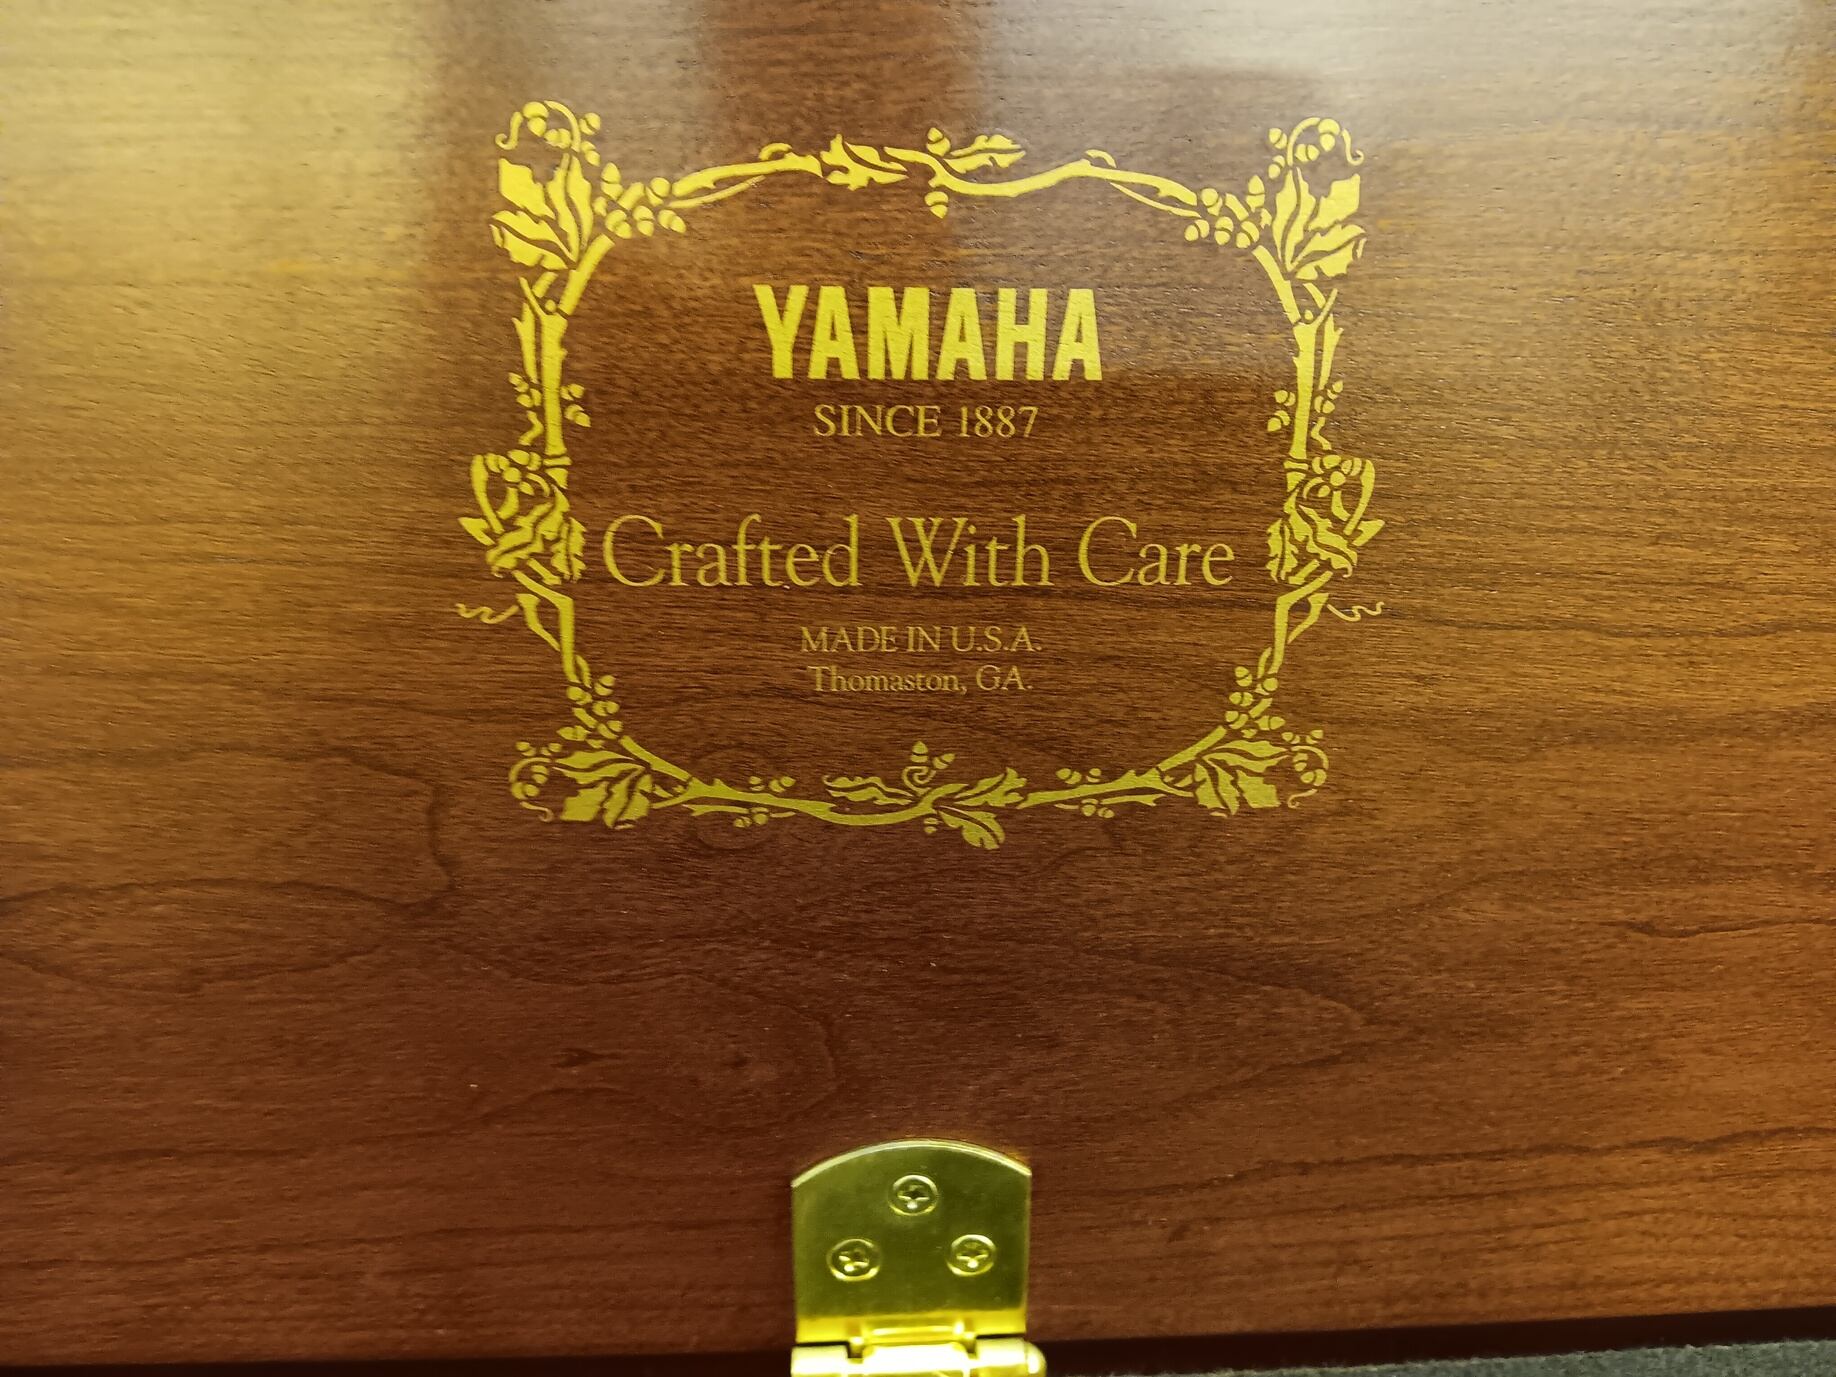 YAMAHA
SINCE 1887
Crafted With Care
MADE IN U.S.A.
Thomaston, GA.